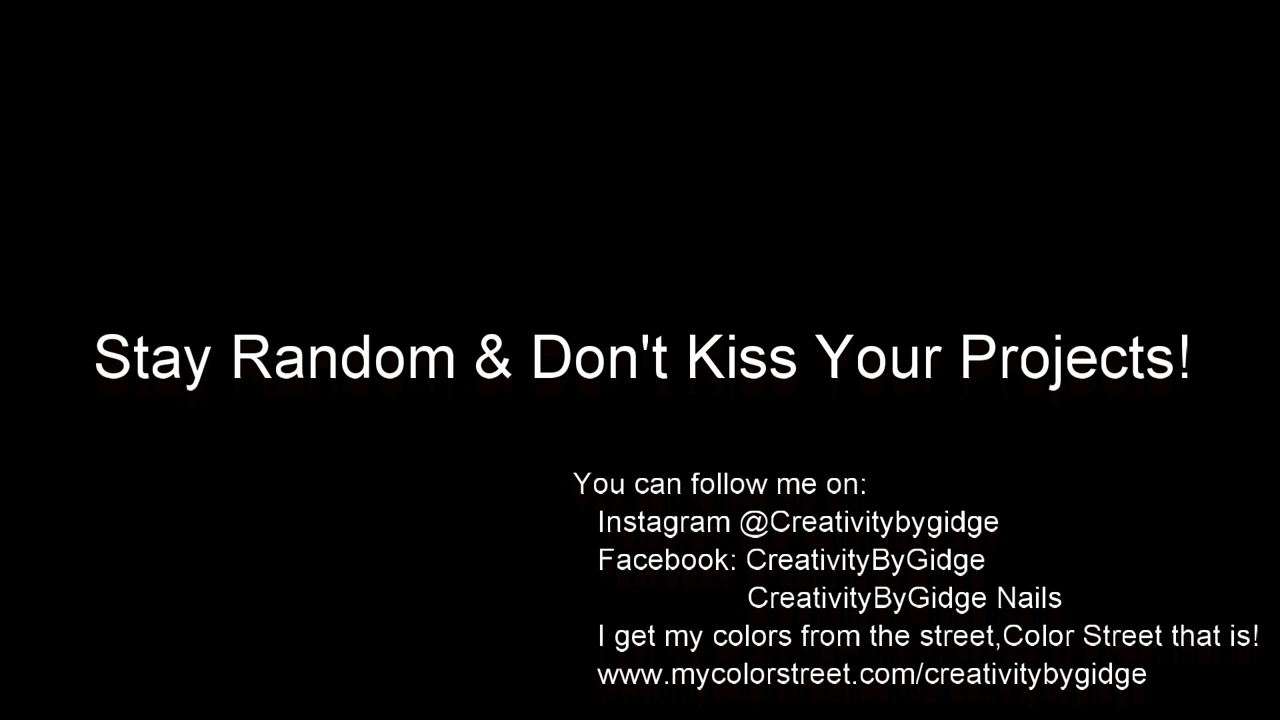 Stay Random & Don't Kiss Your Projects!
You can follow me on:
Instagram @Creativitybygidge
Facebook: CreativityByGidge
CreativityByGidge Nails
I get my colors from the street,Color Street that is!
www.mycolorstreet.com/creativitybygidge